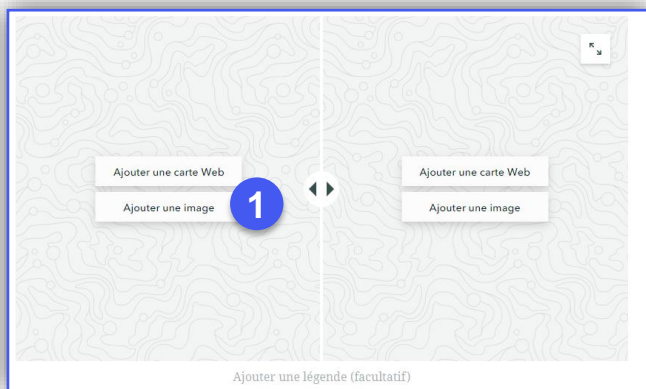 Ajouter une carte Web
Ajouter une image
1
Ajouter une carte Web
Ajouter une image
Ajouter une légende (facultatif)